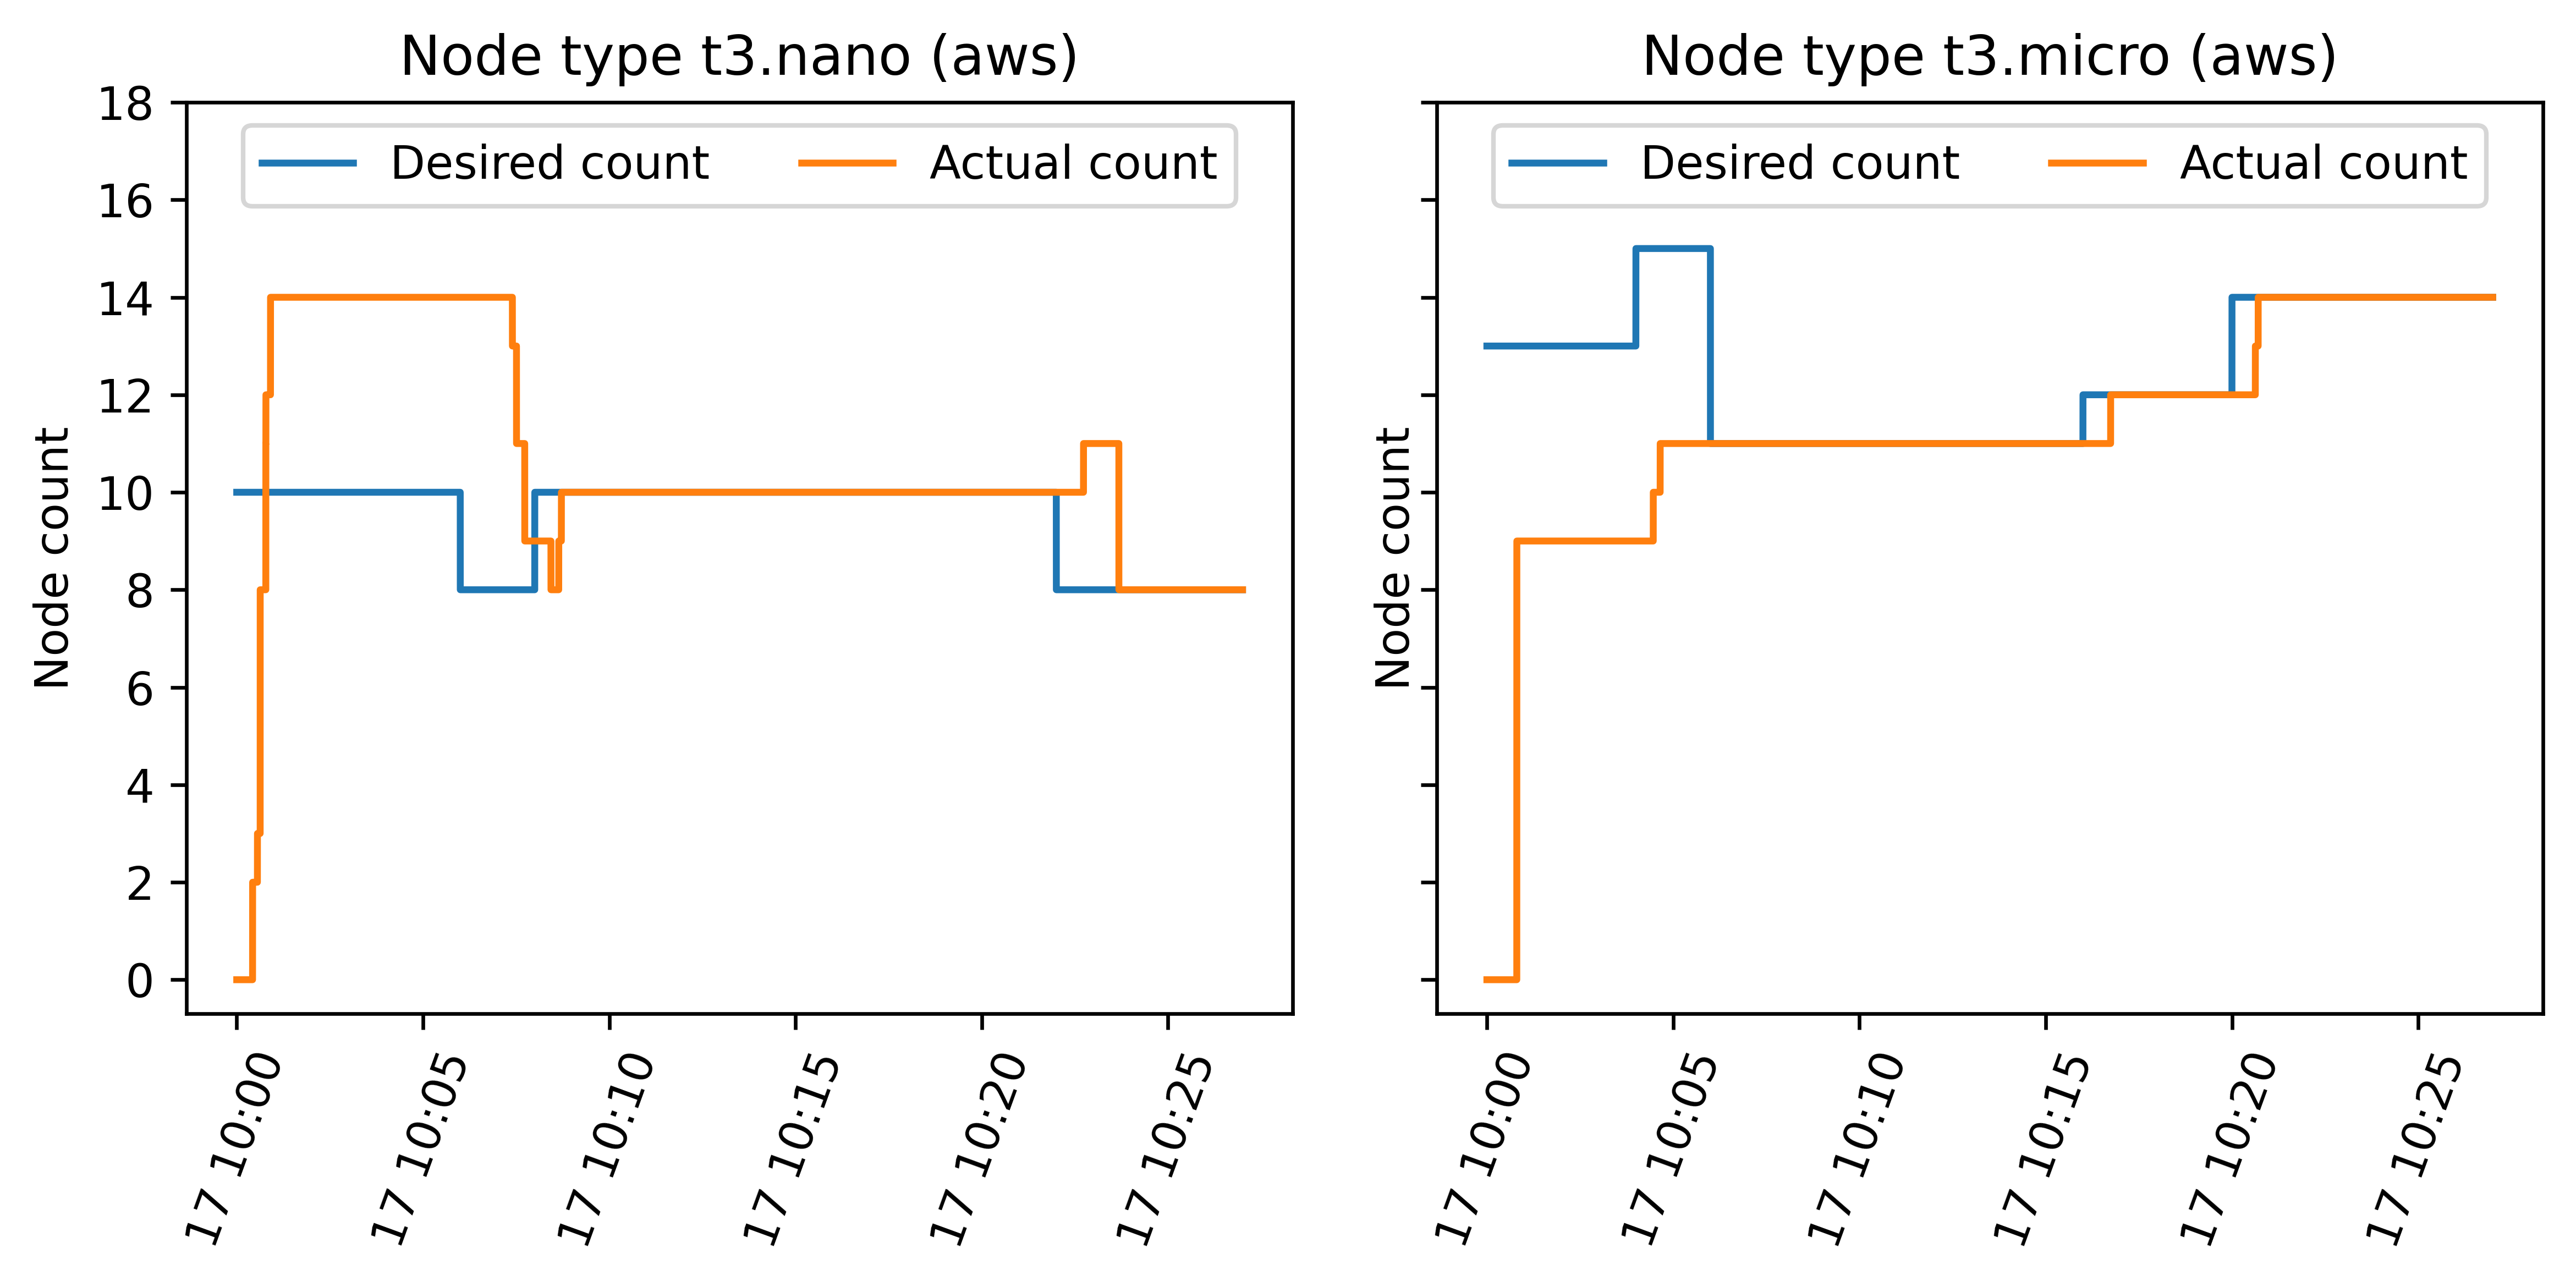 Node type t3.nano (aws)
Desired count
Actual count
Node count
18
16
14
12
10
8
6
4
2
0
17 10:00
17 10:05
17 10:10
17 10:15
17 10:20
17 10:25
Node type t3.micro (aws)
Desired count
Actual count
Node count
17 10:00
17 10:05
17 10:10
17 10:15
17 10:20
17 10:25